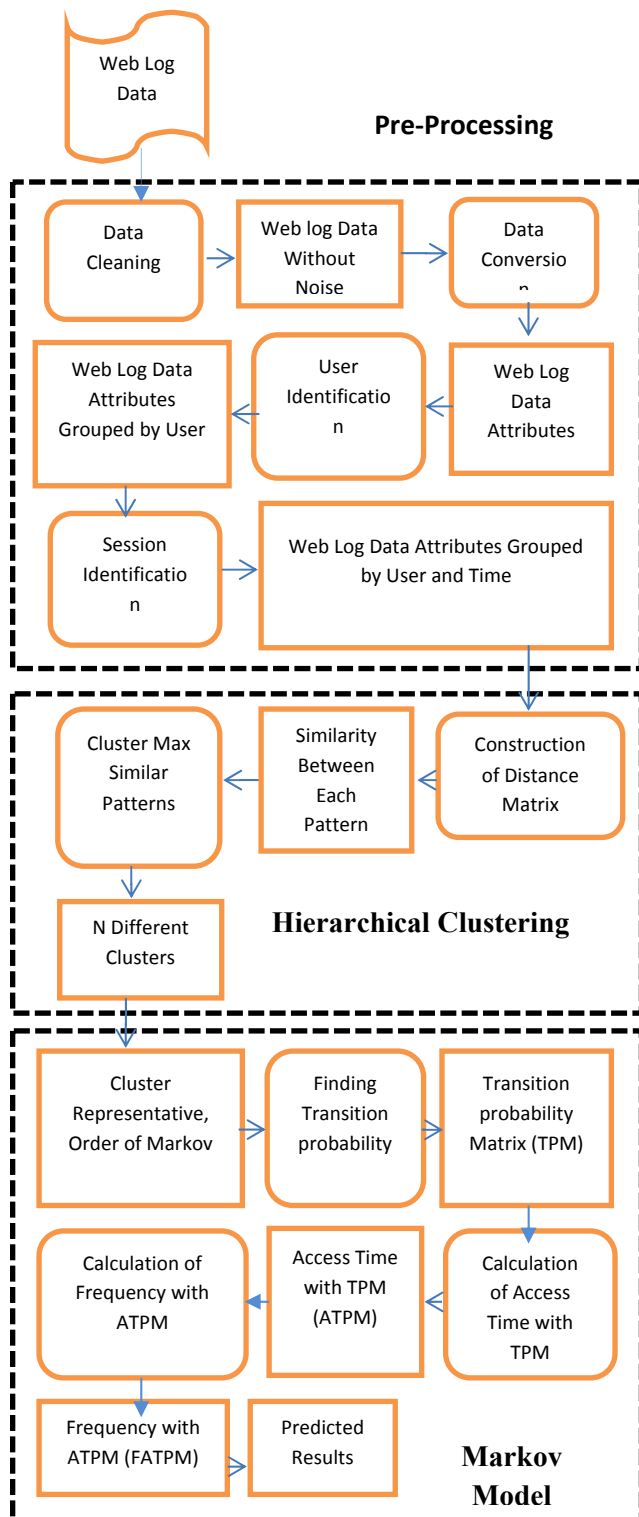 Web Log
Data
Pre-Processing
Data
Cleaning
Web log Data
Without
Noise
Data
Conversio
n
Web Log Data
Attributes
Grouped by User
User
Identificatio
n
Web Log
Data
Attributes
Session
Identificatio
n
Web Log Data Attributes Grouped
by User and Time
Cluster Max
Similar
Patterns
Similarity
Between
Each
Pattern
Construction
of Distance
Matrix
N Different
Clusters
Hierarchical Clustering
Cluster
Representative,
Order of Markov
Finding
Transition
probability
Transition
probability
Matrix (TPM)
Calculation of
Frequency with
ATPM
Access Time
with TPM
(ATPM)
Calculation
of Access
Time with
TPM
Frequency with
ATPM (FATPM)
Predicted
Results
Markov
Model